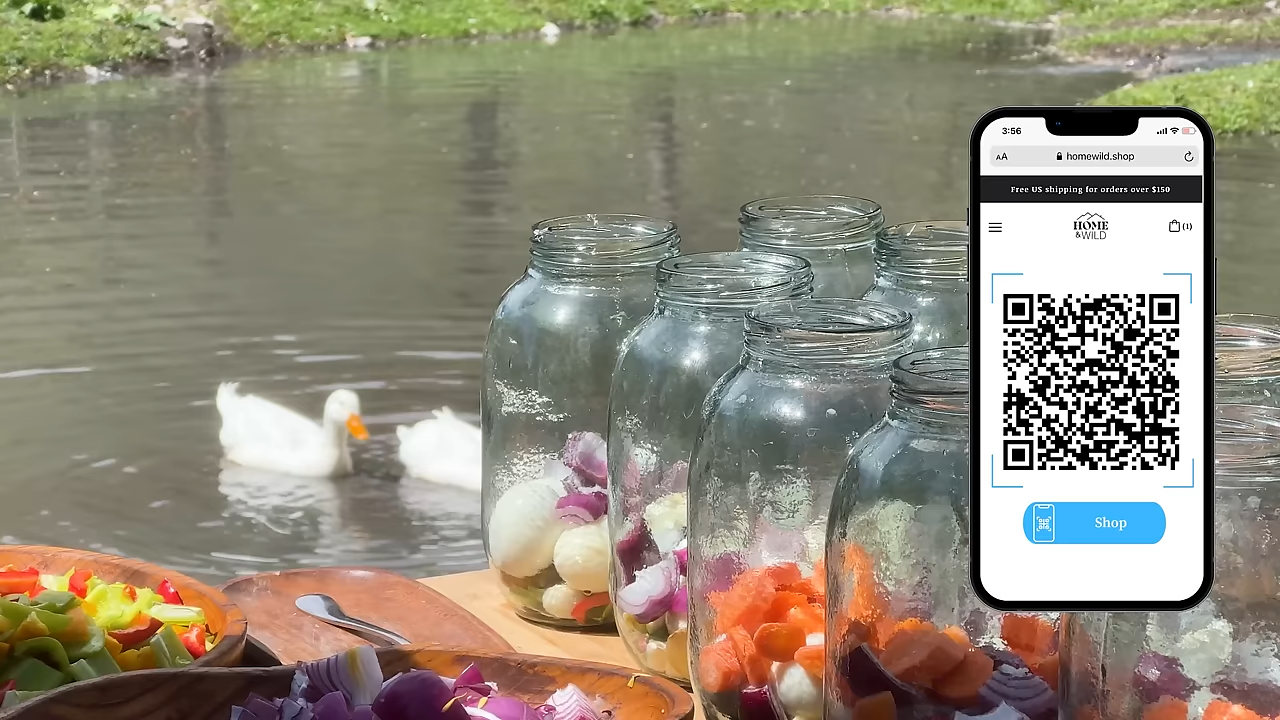 3:56
AA homewild.shop
Free US shipping for orders over $150
HOME
&WILD
(1)
Shop